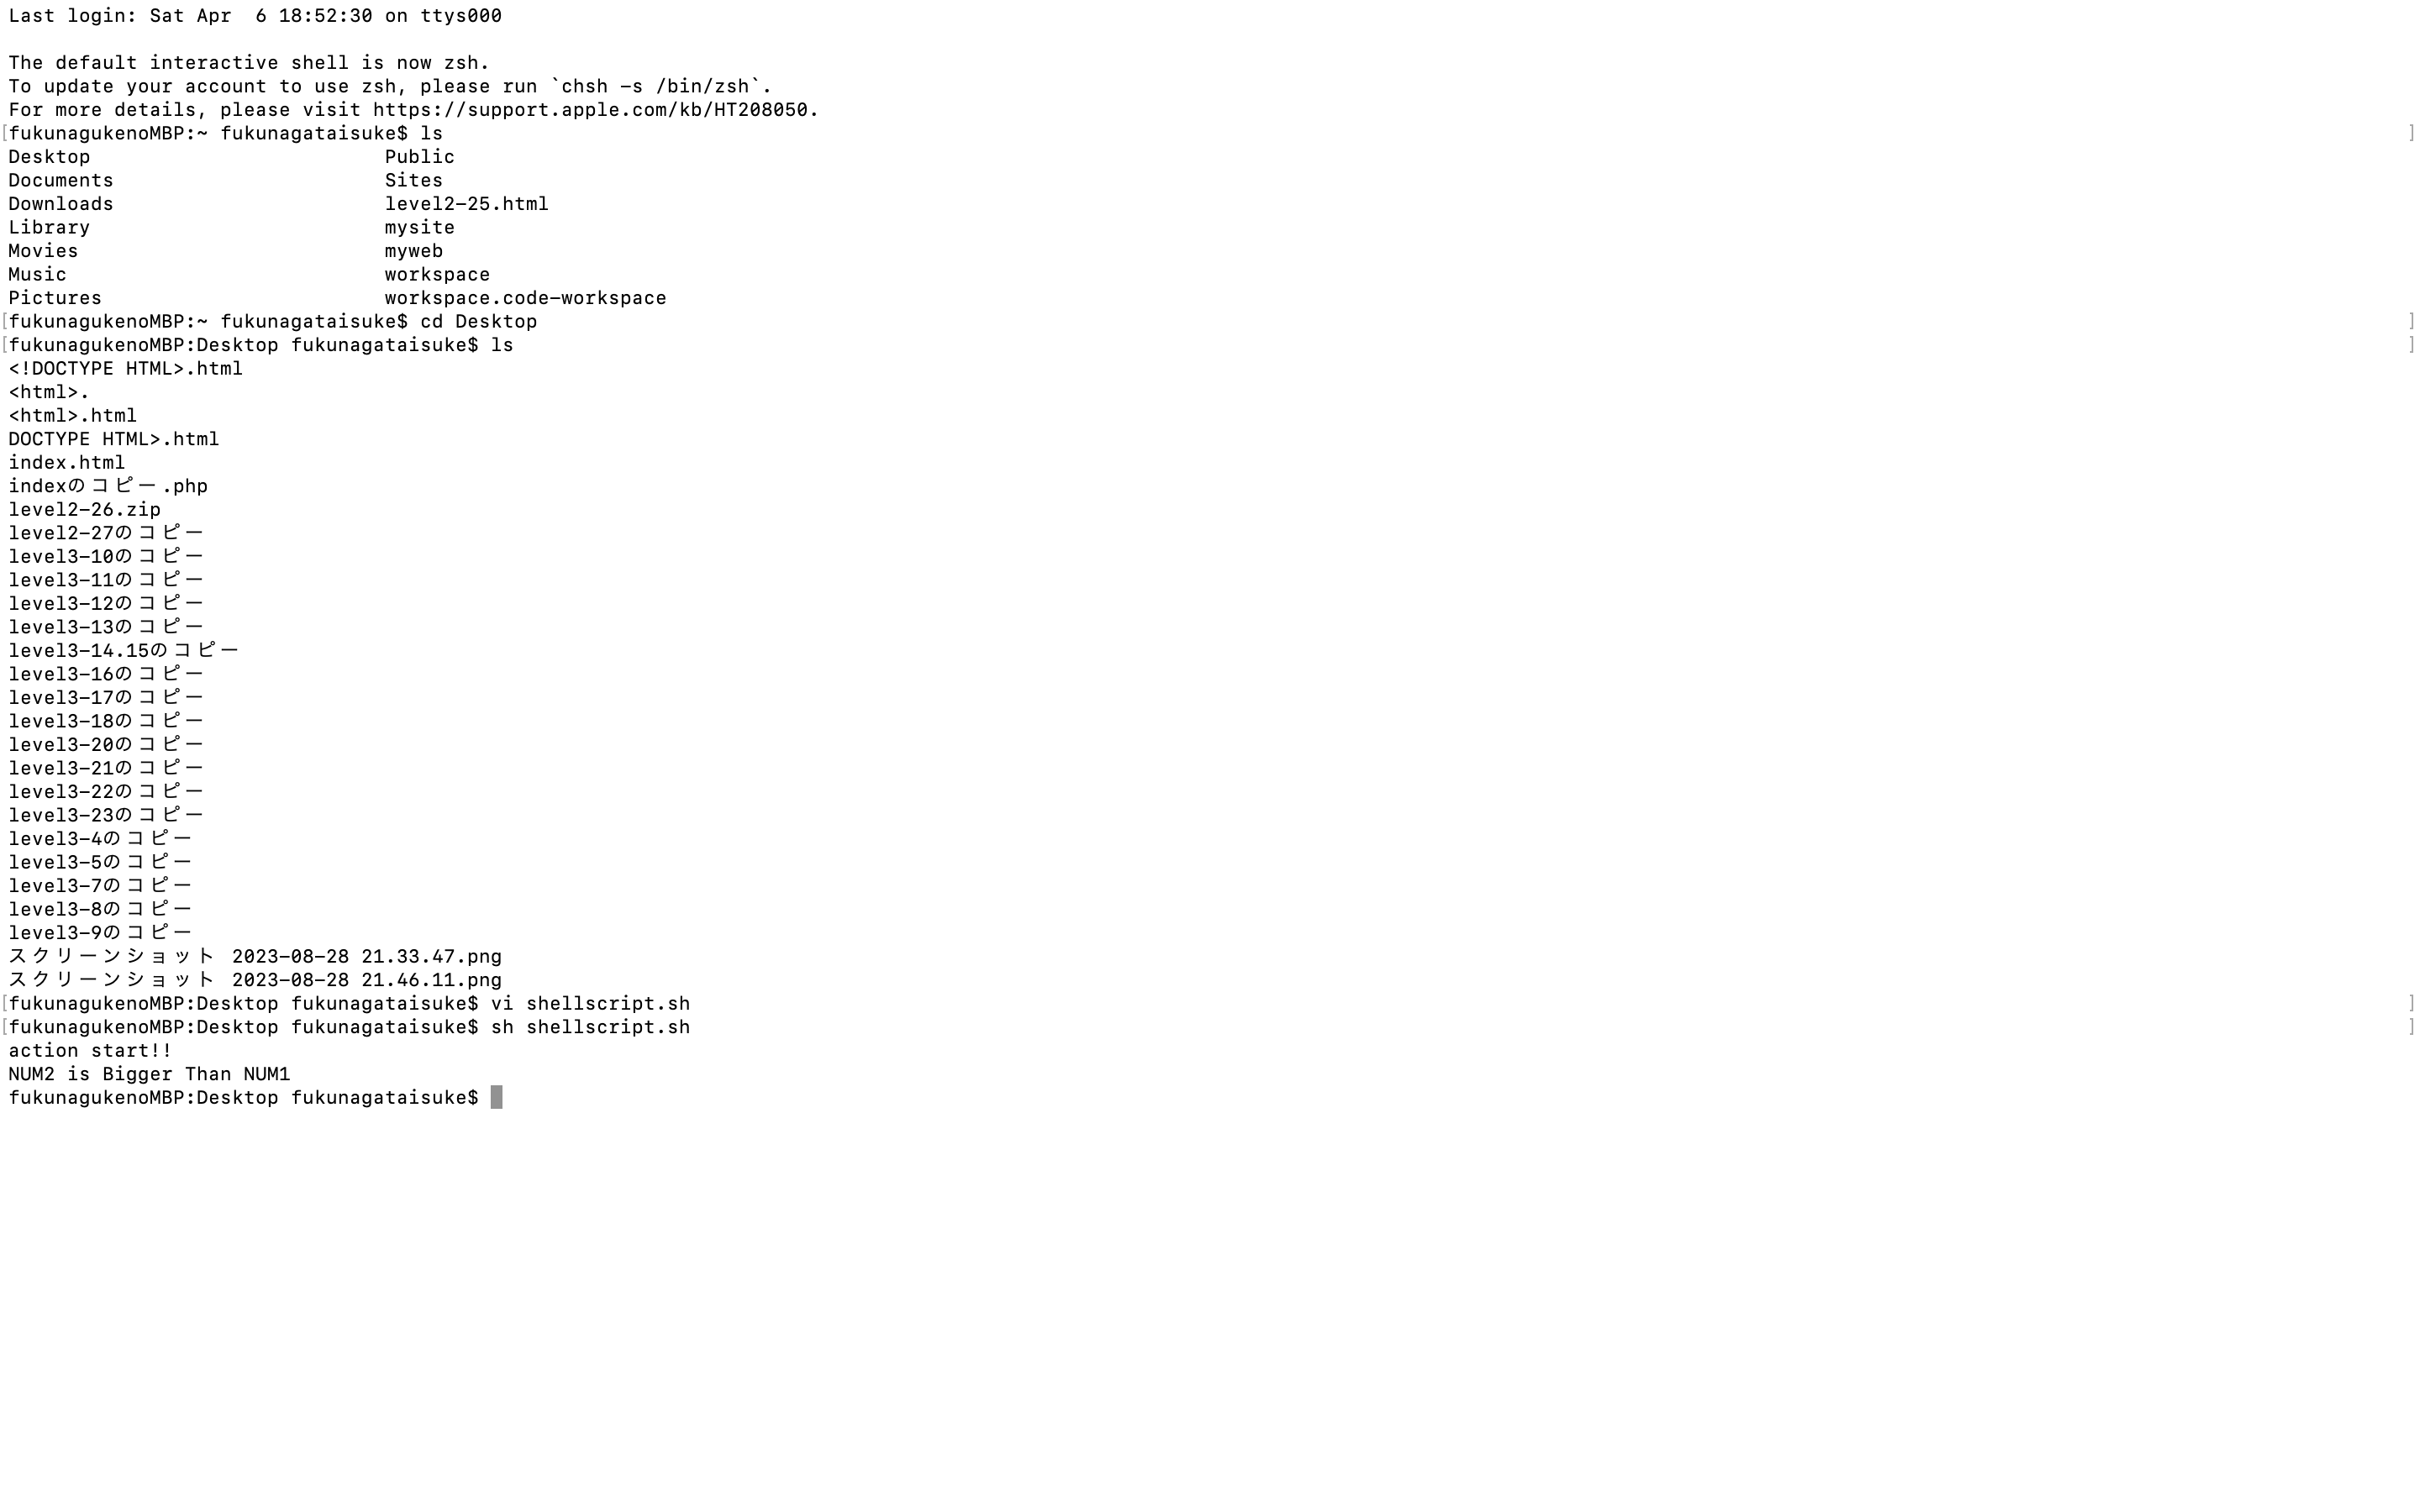 Last login: Sat Apr  6 18:52:30 on ttys000

The default interactive shell is now zsh.
To update your account to use zsh, please run `chsh -s /bin/zsh`.
For more details, please visit https://support.apple.com/kb/HT208050.
[fukunagukenoMBP:~ fukunagataisuke$ ls ]
Desktop Public
Documents Sites
Downloads level2-25.html
Library mysite
Movies myweb
Music workspace
Pictures workspace.code-workspace
[fukunagukenoMBP:~ fukunagataisuke$ cd Desktop ]
[fukunagukenoMBP:Desktop fukunagataisuke$ ls ]
<!DOCTYPE HTML>.html
<html>.
<html>.html
DOCTYPE HTML>.html
index.html
indexのコピー.php
level2-26.zip
level2-27のコピー
level3-10のコピー
level3-11のコピー
level3-12のコピー
level3-13のコピー
level3-14.15のコピー
level3-16のコピー
level3-17のコピー
level3-18のコピー
level3-20のコピー
level3-21のコピー
level3-22のコピー
level3-23のコピー
level3-4のコピー
level3-5のコピー
level3-7のコピー
level3-8のコピー
level3-9のコピー
スクリーンショット 2023-08-28 21.33.47.png
スクリーンショット 2023-08-28 21.46.11.png
[fukunagukenoMBP:Desktop fukunagataisuke$ vi shellscript.sh ]
[fukunagukenoMBP:Desktop fukunagataisuke$ sh shellscript.sh ]
action start!!
NUM2 is Bigger Than NUM1
fukunagukenoMBP:Desktop fukunagataisuke$